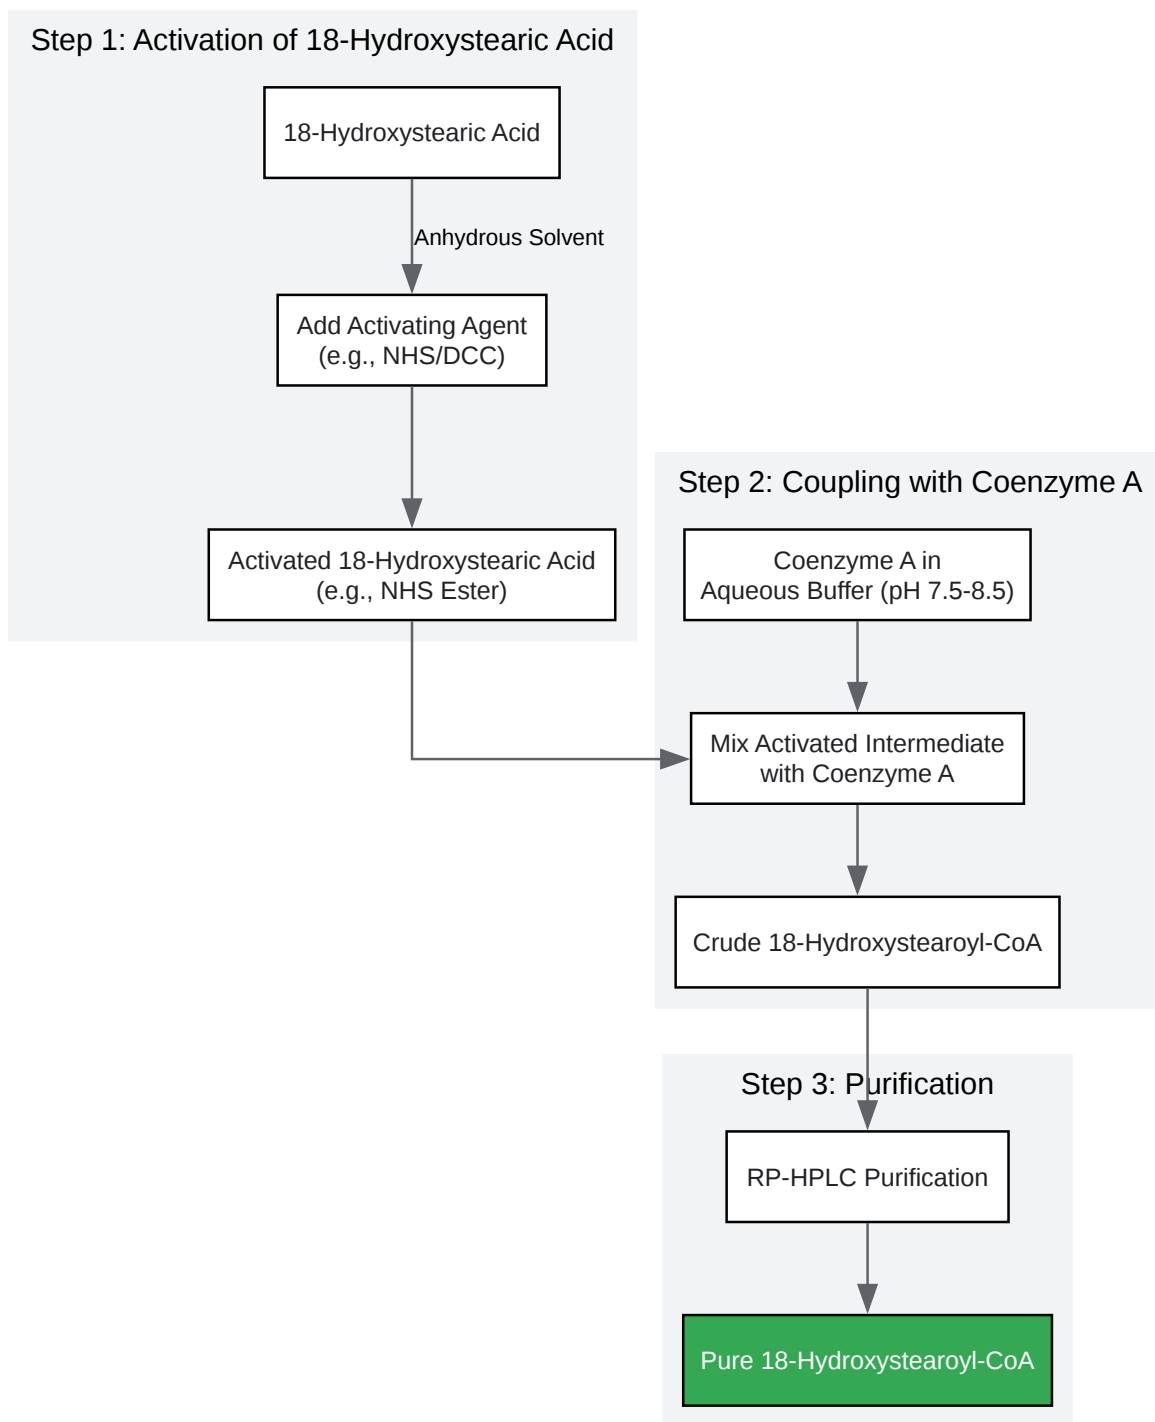 Step 1: Activation of 18-Hydroxystearic Acid
18-Hydroxystearic Acid
Anhydrous Solvent
Add Activating Agent
(e.g., NHS/DCC)
Activated 18-Hydroxystearic Acid
(e.g., NHS Ester)
Step 2: Coupling with Coenzyme A
Coenzyme A in
Aqueous Buffer (pH 7.5-8.5)
Mix Activated Intermediate
with Coenzyme A
Crude 18-Hydroxystearoyl-CoA
Step 3: Purification
RP-HPLC Purification
Pure 18-Hydroxystearoyl-CoA